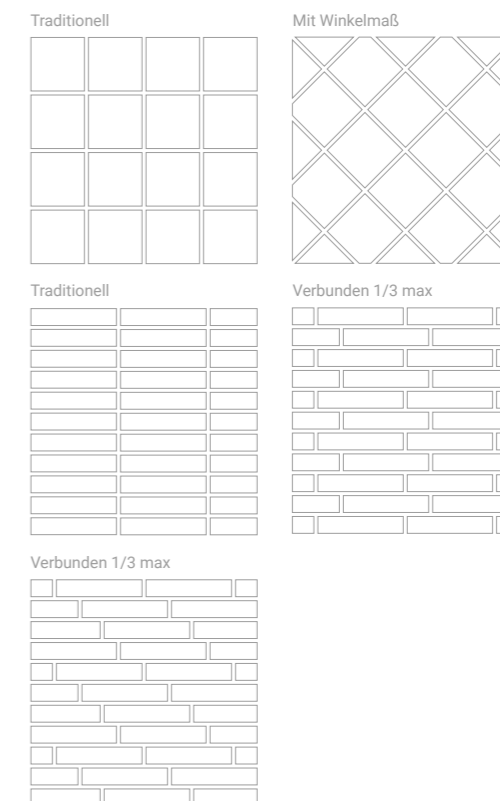 Traditionell
Mit Winkelmaß
Traditionell
Verbunden 1/3 max
Verbunden 1/3 max